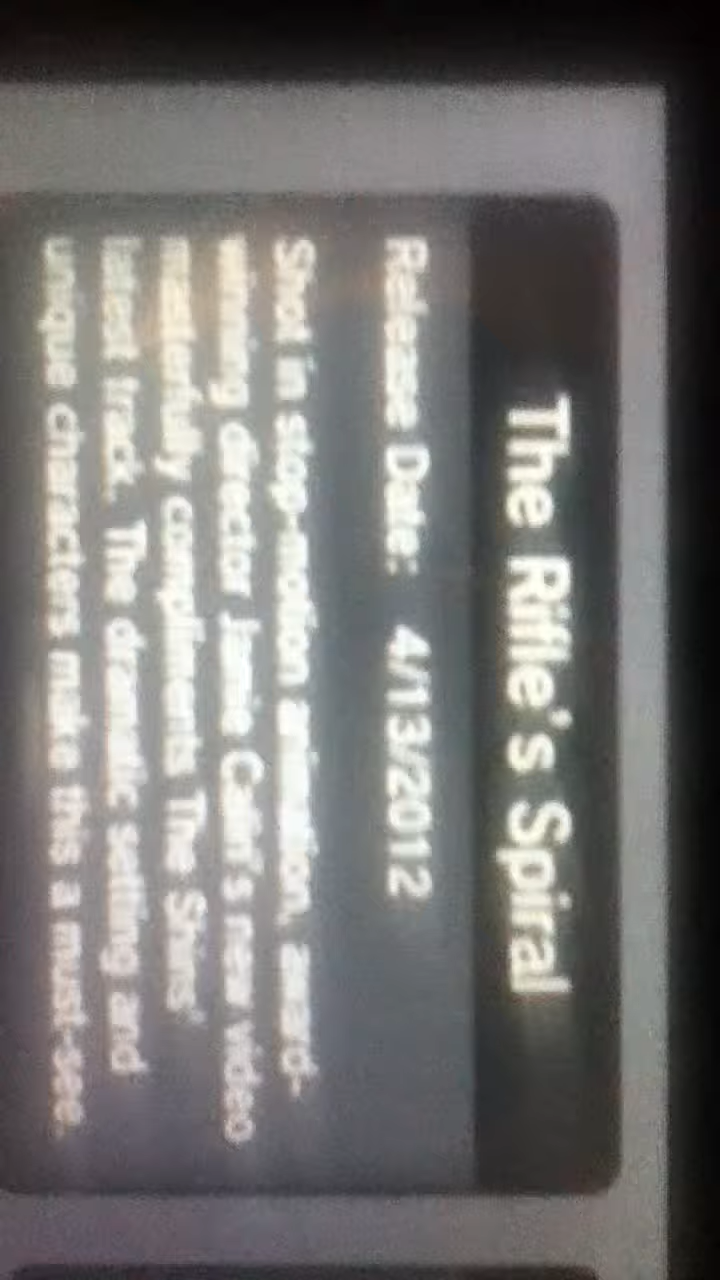 The Rifle's Spiral
Release Date: 4/13/2012
Shot in stop-motion animation, award-
winning director Jamie Caliri's new video
masterfully compliments The Shins'
latest track. The dramatic setting and
unique characters make this a must-see.